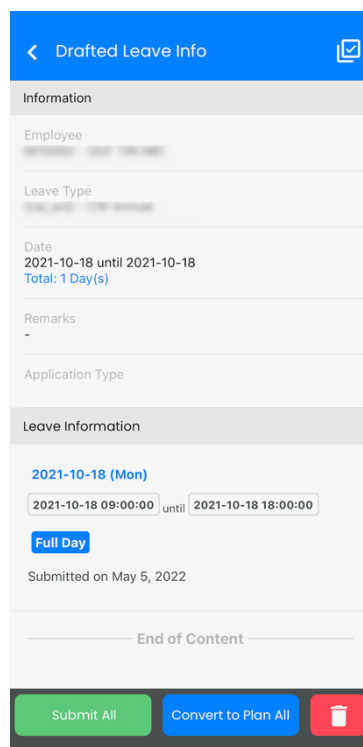 Drafted Leave Info
Information
Employee
Leave Type
Date
2021-10-18 until 2021-10-18
Total: 1 Day(s)
Remarks
-
Application Type
Leave Information
2021-10-18 (Mon)
2021-10-18 09:00:00 until 2021-10-18 18:00:00
Full Day
Submitted on May 5, 2022
End of Content
Submit All Convert to Plan All